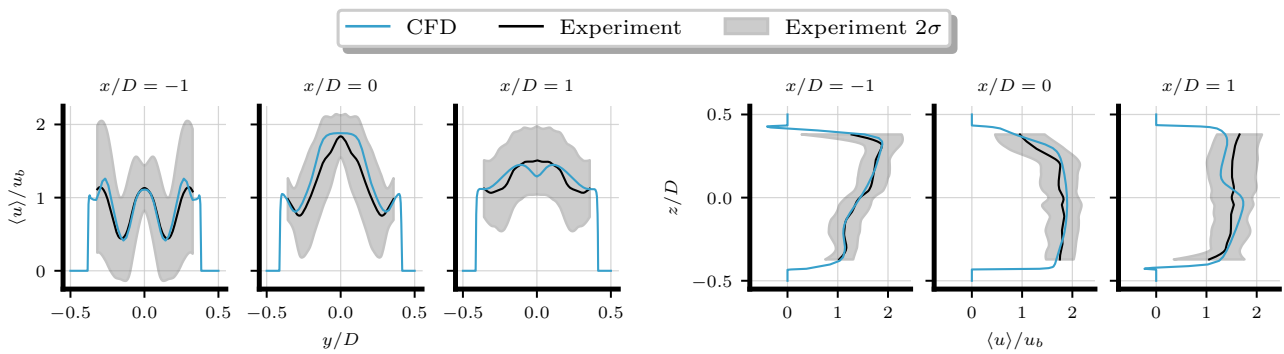 CFD Experiment Experiment 2σ
x/D = −1 x/D = 0 x/D = 1 x/D = −1 x/D = 0 x/D = 1
⟨u⟩/u_b
2
1
0
−0.5 0.0 0.5 −0.5 0.0 0.5 −0.5 0.0 0.5
y/D
z/D
0.5
0.0
−0.5
0 1 2 0 1 2 0 1 2
⟨u⟩/u_b